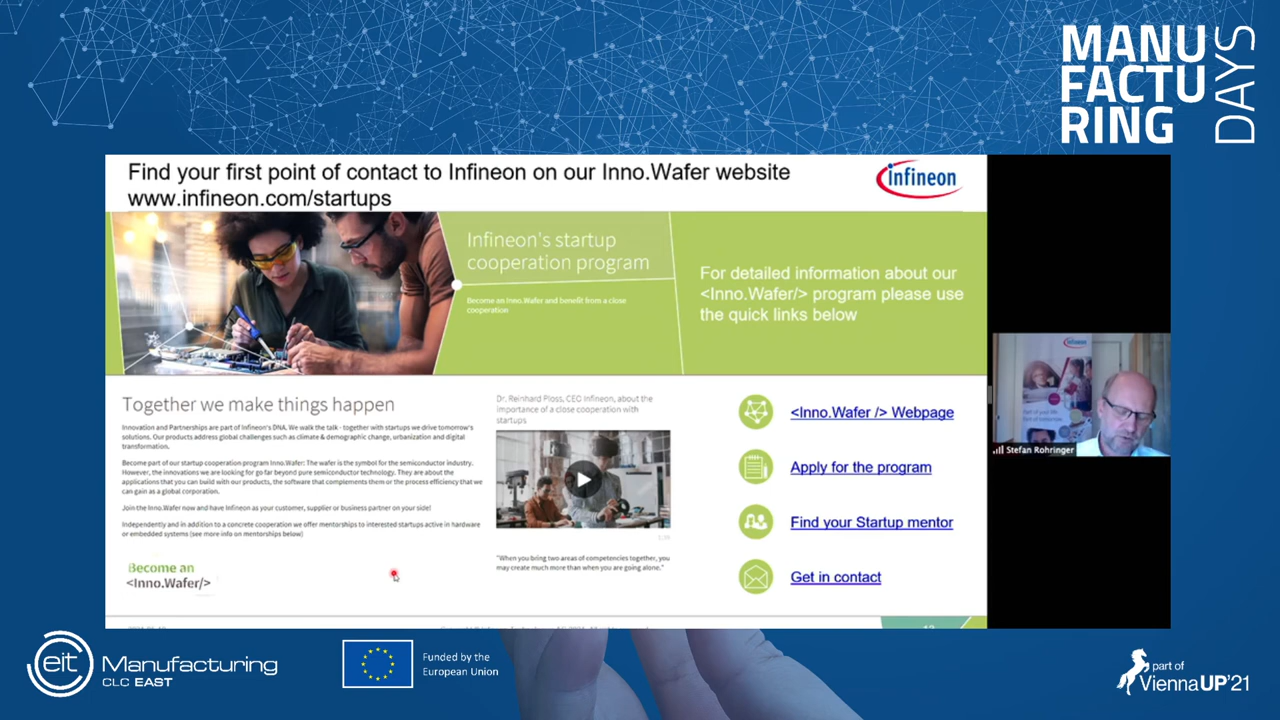 MANU
FACTU
RING
DAYS
Find your first point of contact to Infineon on our Inno.Wafer website
www.infineon.com/startups
infineon
Infineon's startup
cooperation program
Become an Inno.Wafer and benefit from a close
cooperation
For detailed information about our
<Inno.Wafer/> program please use
the quick links below
Together we make things happen
Innovation and Partnerships are part of Infineon's DNA. We walk the talk - together with startups we drive tomorrow's
solutions. Our products address global challenges such as climate & demographic change, urbanization and digital
transformation.
Become part of our startup cooperation program Inno.Wafer: The wafer is the symbol for the semiconductor industry.
However, the innovations we are looking for go far beyond pure semiconductor technology. They are about the
applications that you can build with our products, the software that complements them or the process efficiency that we
can gain as a global corporation.
Join the Inno.Wafer now and have Infineon as your customer, supplier or business partner on your side!
Independently and in addition to a concrete cooperation we offer mentorships to interested startups active in hardware
or embedded systems (see more info on mentorships below)
Become an
<Inno.Wafer/>
Dr. Reinhard Ploss, CEO Infineon, about the
importance of a close cooperation with
startups
"When you bring two areas of competencies together, you
may create much more than when you are going alone."
<Inno.Wafer /> Webpage
Apply for the program
Find your Startup mentor
Get in contact
infineon
Stefan Rohringer
eit Manufacturing
CLC EAST
Funded by the
European Union
part of
ViennaUP'21